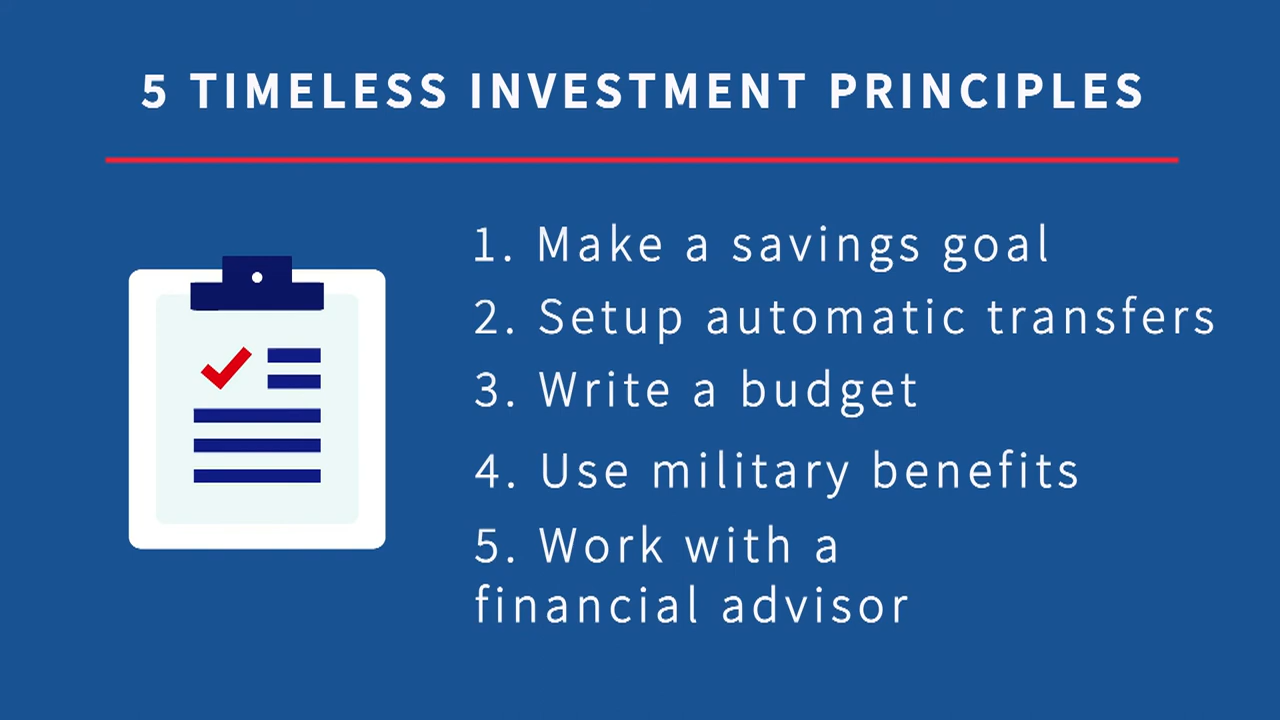 5 TIMELESS INVESTMENT PRINCIPLES
1. Make a savings goal
2. Setup automatic transfers
3. Write a budget
4. Use military benefits
5. Work with a
financial advisor